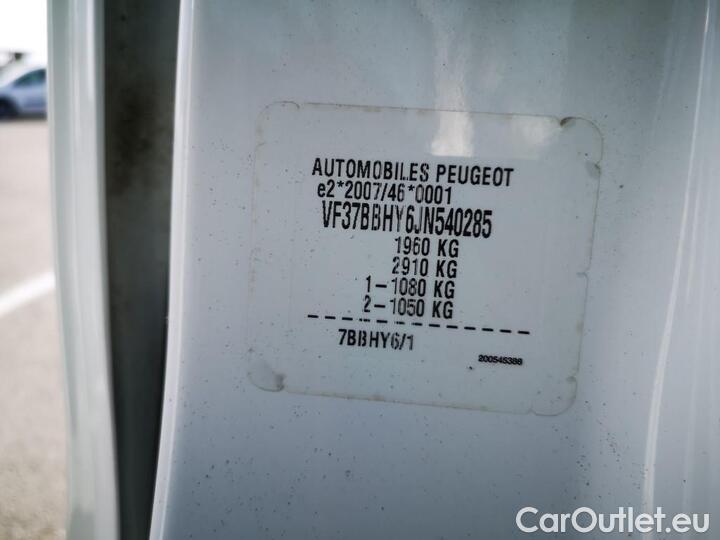 AUTOMOBILES PEUGEOT
e2*2007/46*0001
VF37BBHY6JN540285
1960 KG
2910 KG
1-1080 KG
2-1050 KG
7BBHY6/1
200545388
CarOutlet.eu